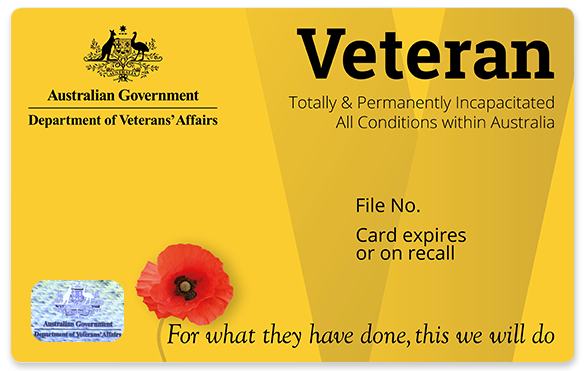 Australian Government
Department of Veterans' Affairs
Veteran
Totally & Permanently Incapacitated
All Conditions within Australia
File No.
Card expires
or on recall
Australian Government
Department of Veterans' Affairs
For what they have done, this we will do